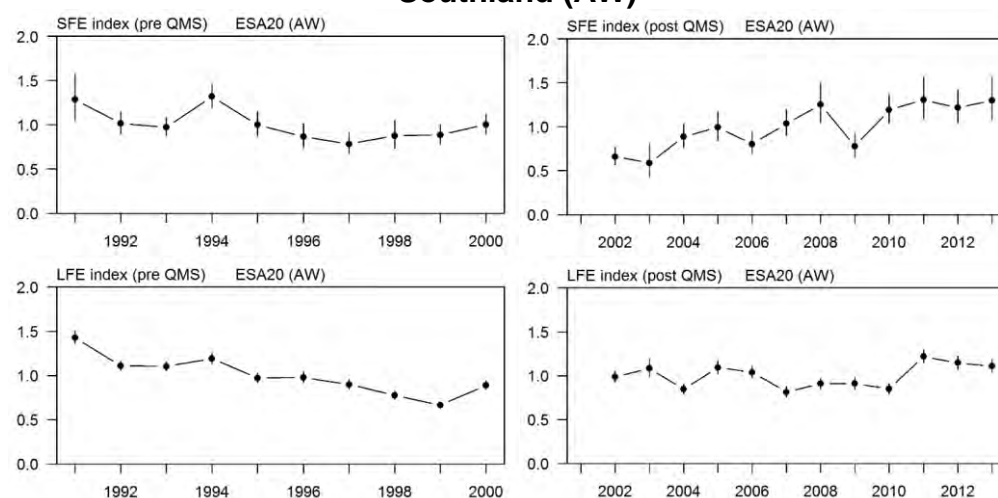 Southland (AW)
SFE index (pre QMS) ESA20 (AW)
2.0
1.5
1.0
0.5
0.0
1992 1994 1996 1998 2000
SFE index (post QMS) ESA20 (AW)
2.0
1.5
1.0
0.5
0.0
2002 2004 2006 2008 2010 2012
LFE index (pre QMS) ESA20 (AW)
2.0
1.5
1.0
0.5
0.0
1992 1994 1996 1998 2000
LFE index (post QMS) ESA20 (AW)
2.0
1.5
1.0
0.5
0.0
2002 2004 2006 2008 2010 2012